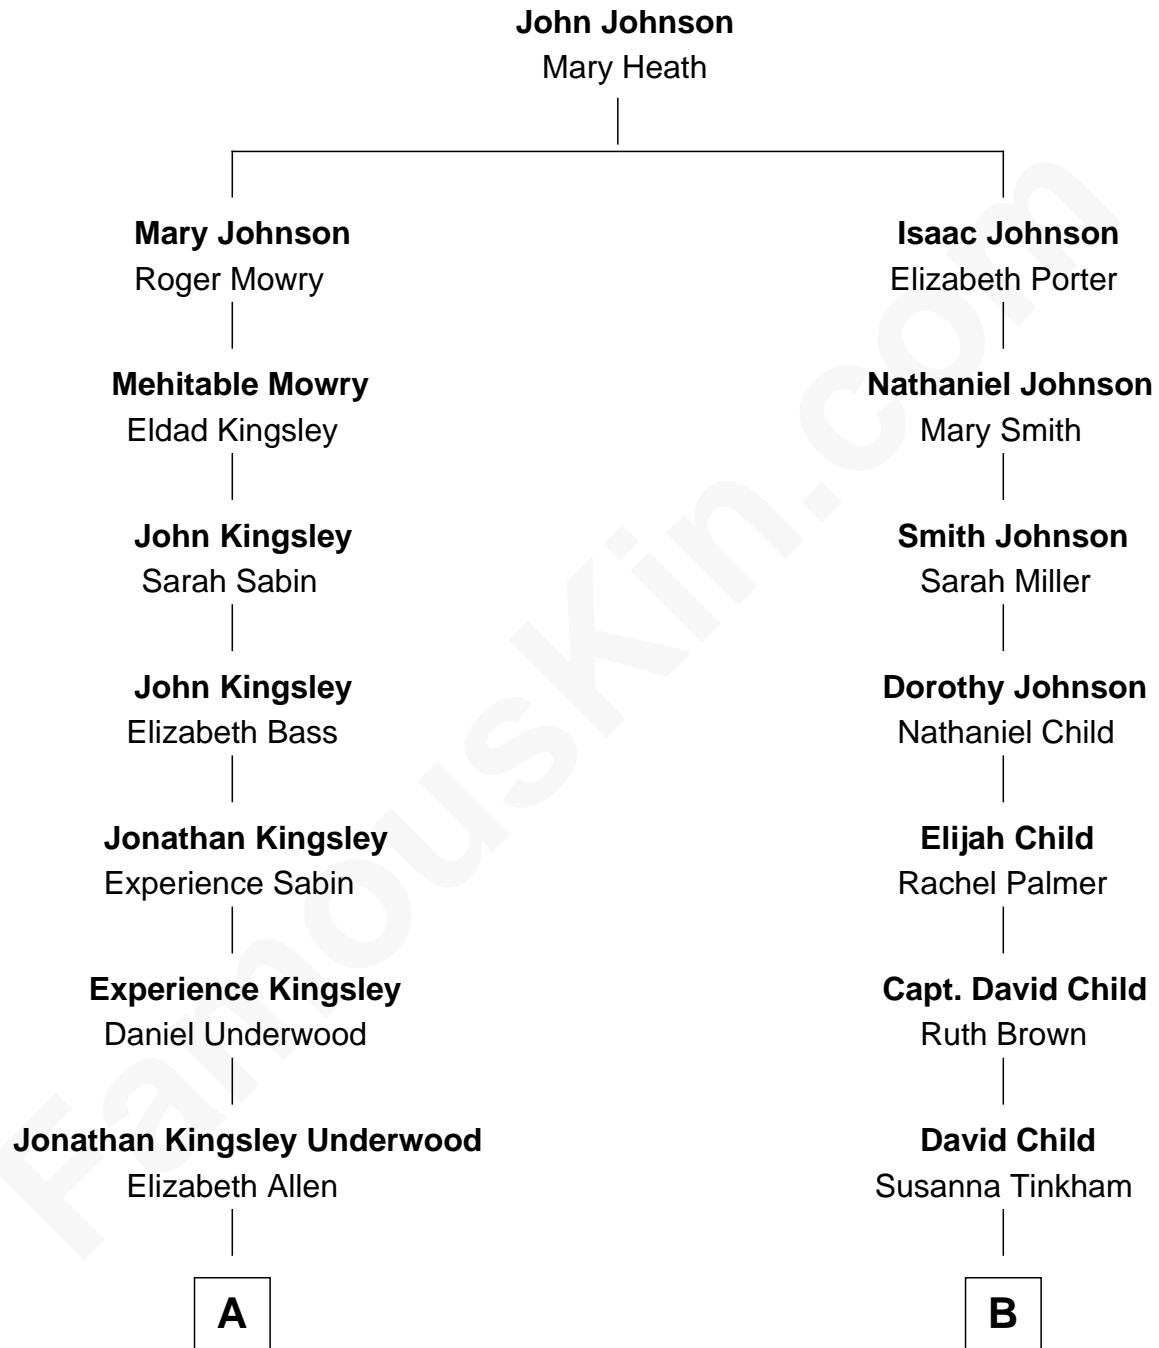 John Johnson
Mary Heath
Mary Johnson
Roger Mowry
Isaac Johnson
Elizabeth Porter
Mehitable Mowry
Eldad Kingsley
Nathaniel Johnson
Mary Smith
John Kingsley
Sarah Sabin
Smith Johnson
Sarah Miller
John Kingsley
Elizabeth Bass
Dorothy Johnson
Nathaniel Child
Jonathan Kingsley
Experience Sabin
Elijah Child
Rachel Palmer
Experience Kingsley
Daniel Underwood
Capt. David Child
Ruth Brown
Jonathan Kingsley Underwood
Elizabeth Allen
David Child
Susanna Tinkham
A
B
FamousKin.com